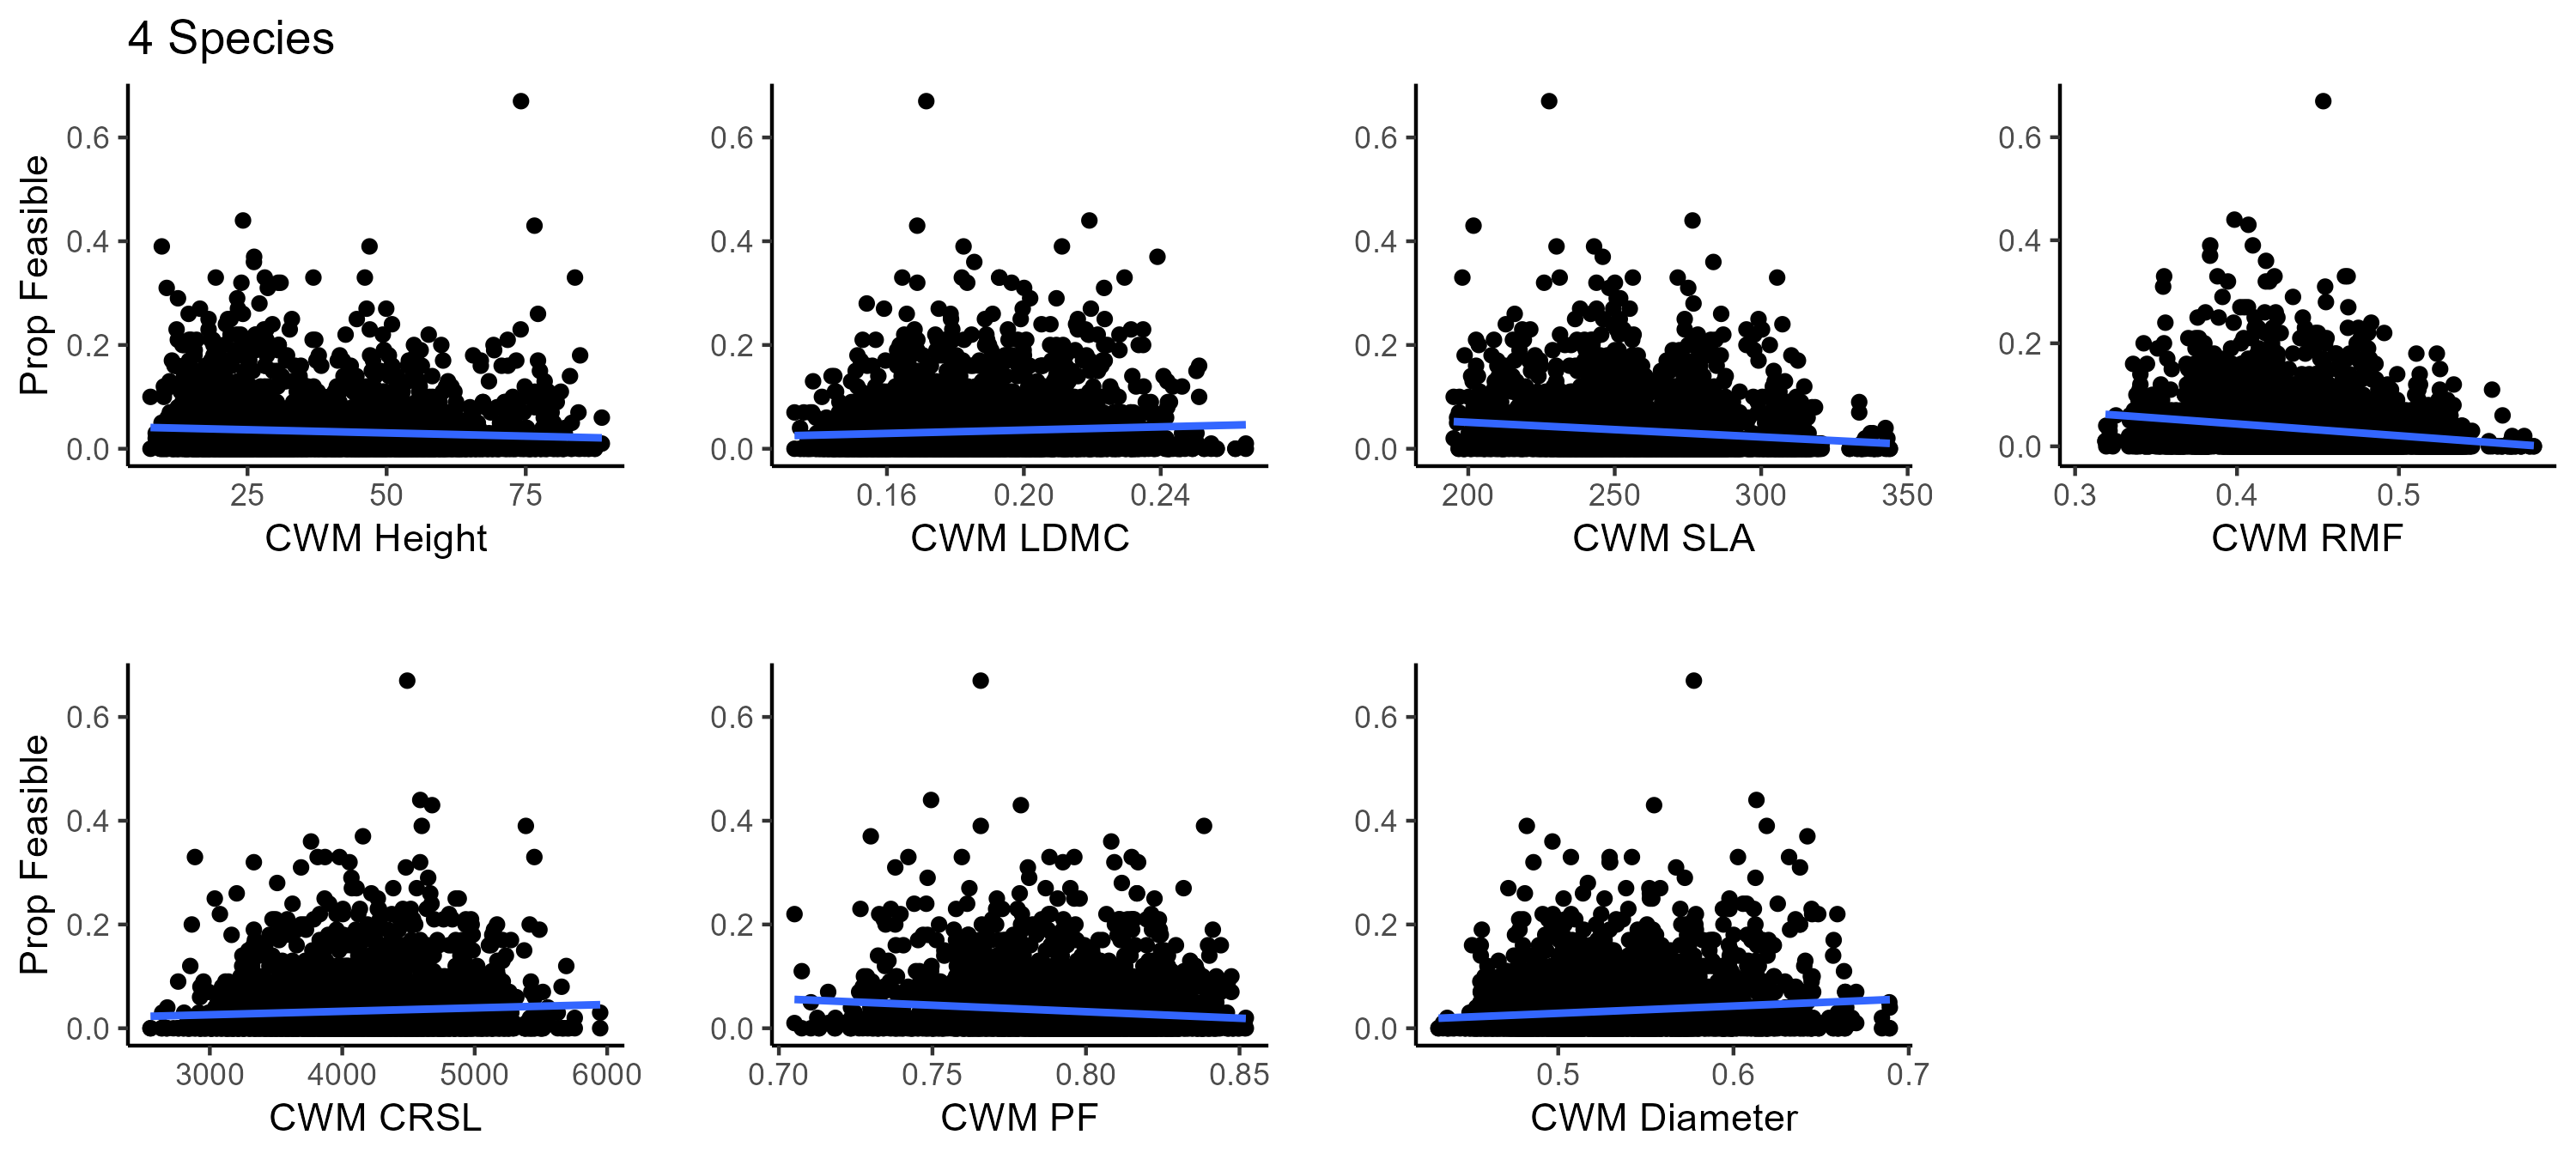 4 Species
Prop Feasible
0.6
0.4
0.2
0.0
25 50 75
CWM Height
0.6
0.4
0.2
0.0
0.16 0.20 0.24
CWM LDMC
0.6
0.4
0.2
0.0
200 250 300 350
CWM SLA
0.6
0.4
0.2
0.0
0.3 0.4 0.5
CWM RMF
Prop Feasible
0.6
0.4
0.2
0.0
3000 4000 5000 6000
CWM CRSL
0.6
0.4
0.2
0.0
0.70 0.75 0.80 0.85
CWM PF
0.6
0.4
0.2
0.0
0.5 0.6 0.7
CWM Diameter